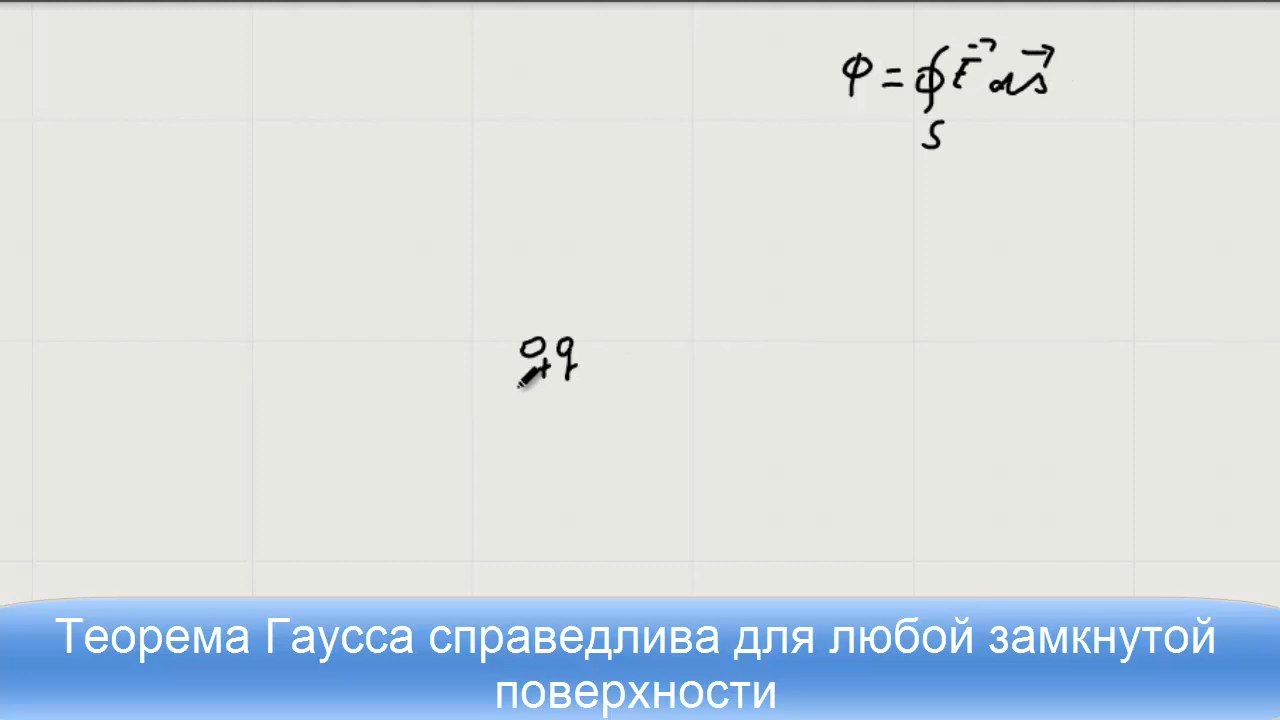 Φ = ∮ E⃗ ds⃗
S
+q
Теорема Гаусса справедлива для любой замкнутой
поверхности